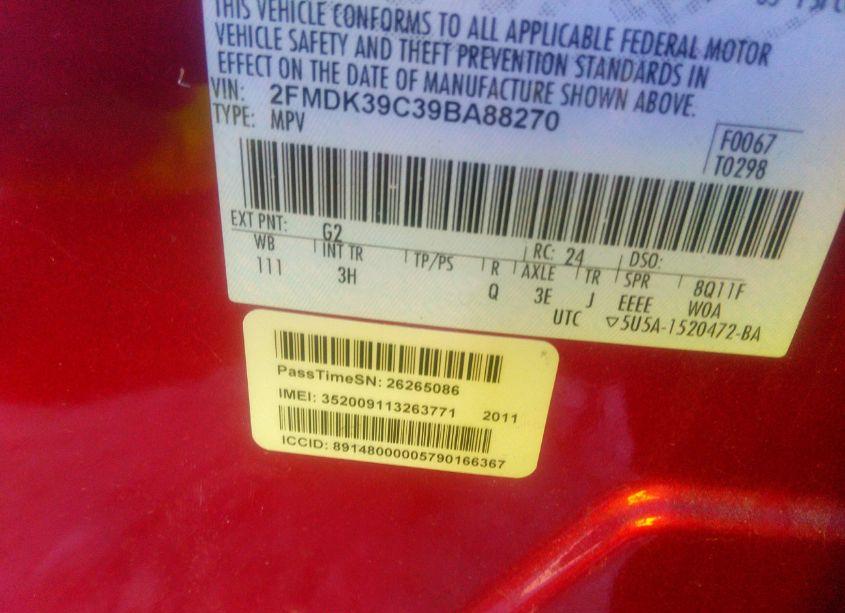 THIS VEHICLE CONFORMS TO ALL APPLICABLE FEDERAL MOTOR
VEHICLE SAFETY AND THEFT PREVENTION STANDARDS IN
EFFECT ON THE DATE OF MANUFACTURE SHOWN ABOVE.
VIN: 2FMDK39C39BA88270
TYPE: MPV
F0067
T0298
EXT PNT: G2 RC: 24 DSO:
WB INT TR TP/PS R AXLE TR SPR 8Q11F
111 3H Q 3E J EEEE WOA
UTC ▽5U5A-1520472-BA
PassTimeSN: 26265086
IMEI: 352009113263771 2011
ICCID: 89148000005790166367